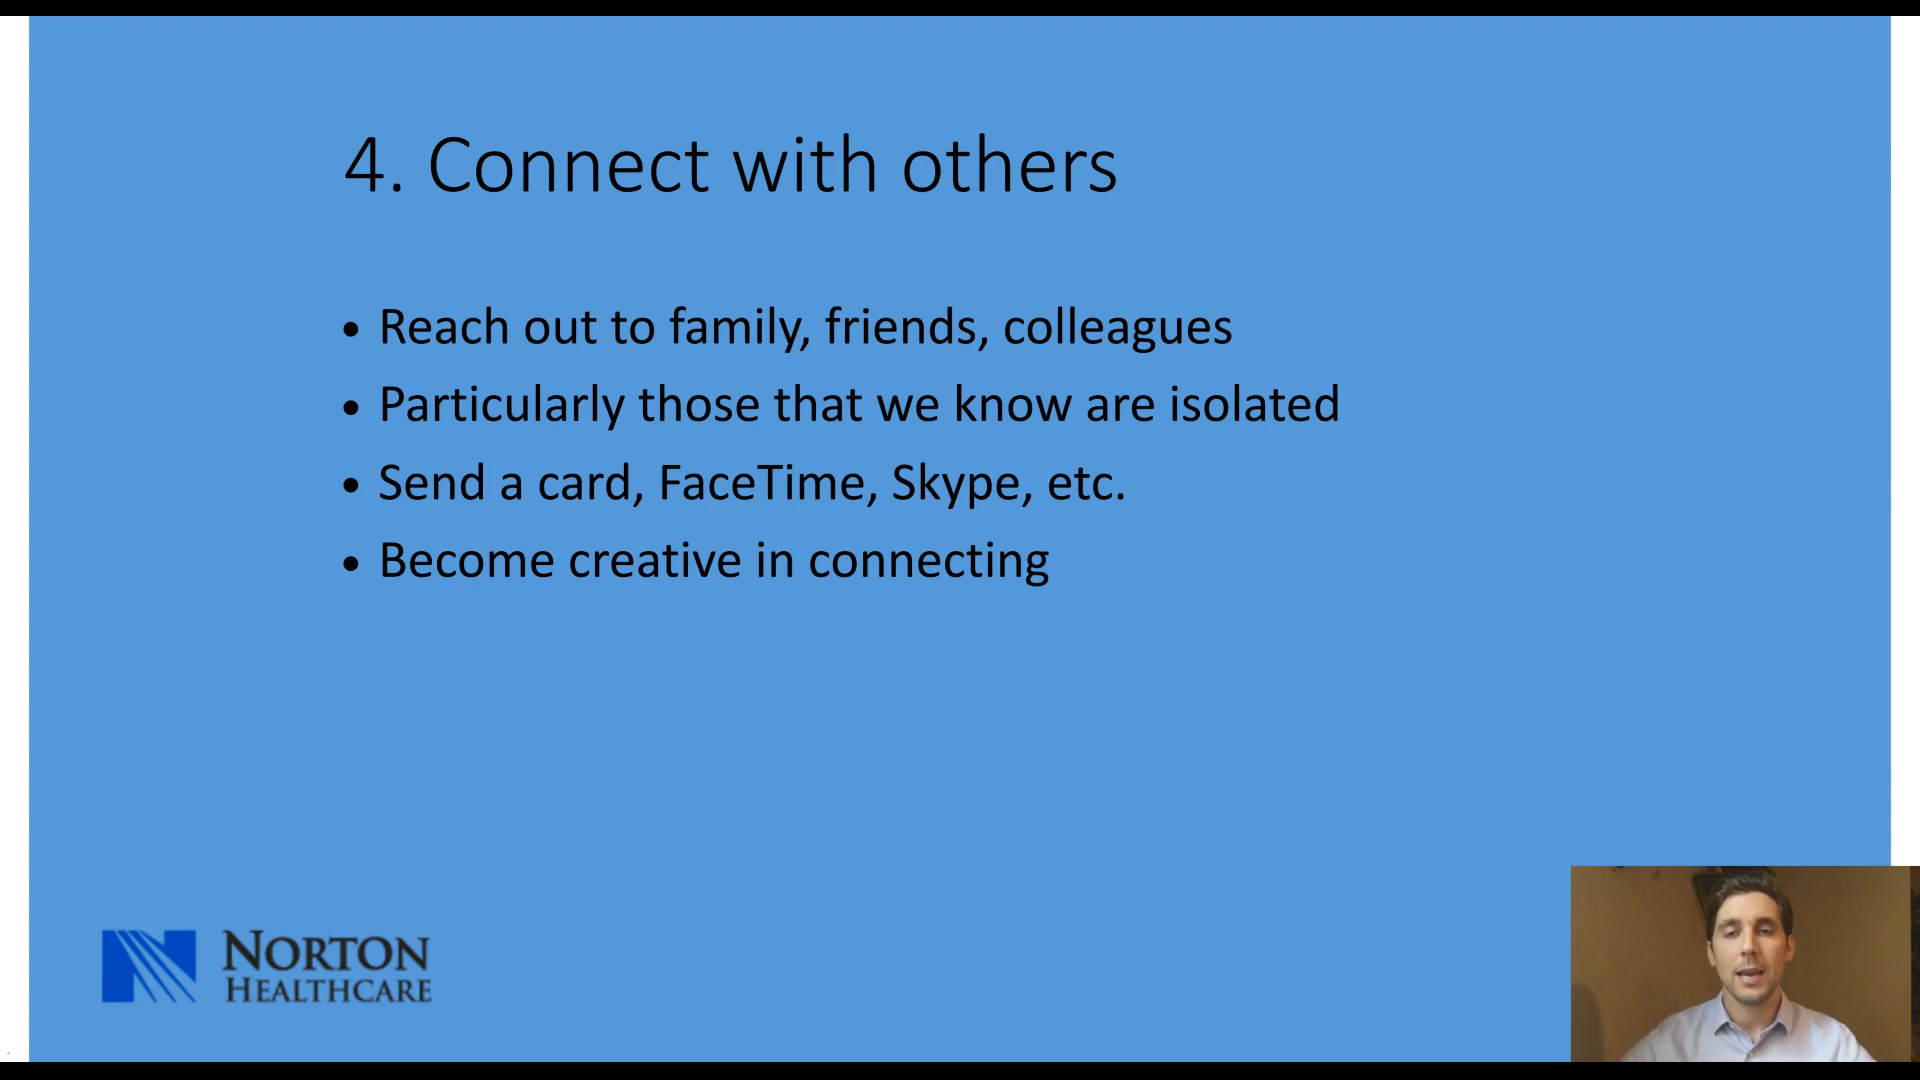 4. Connect with others
• Reach out to family, friends, colleagues
• Particularly those that we know are isolated
• Send a card, FaceTime, Skype, etc.
• Become creative in connecting
NORTON
HEALTHCARE